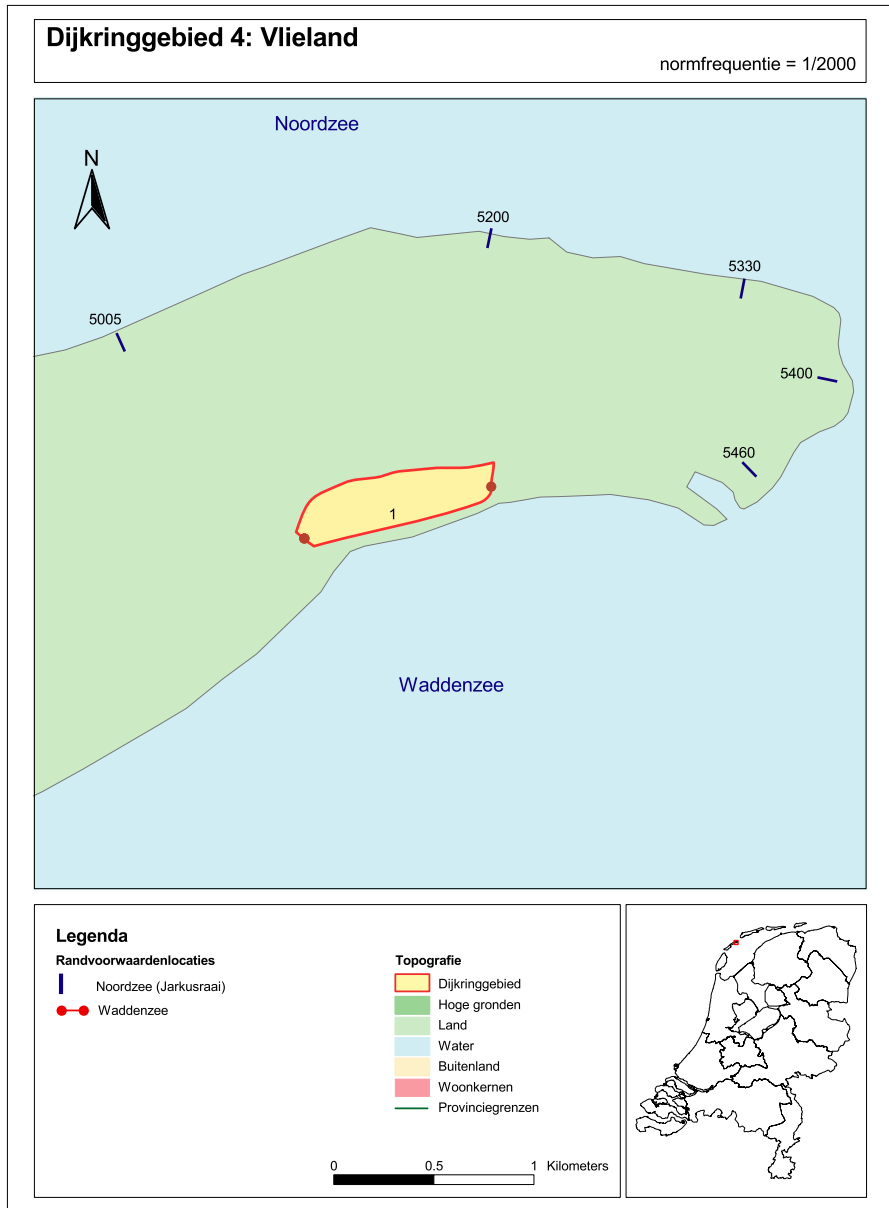 Dijkringgebied 4: Vlieland
normfrequentie = 1/2000
Noordzee
N
5200
5330
5005
5400
5460
1
Waddenzee
Legenda
Randvoorwaardenlocaties
Noordzee (Jarkusraai)
Waddenzee
Topografie
Dijkringgebied
Hoge gronden
Land
Water
Buitenland
Woonkernen
Provinciegrenzen
0 0.5 1 Kilometers